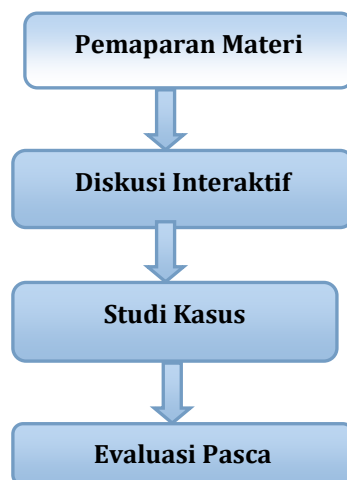 Pemaparan Materi
Diskusi Interaktif
Studi Kasus
Evaluasi Pasca